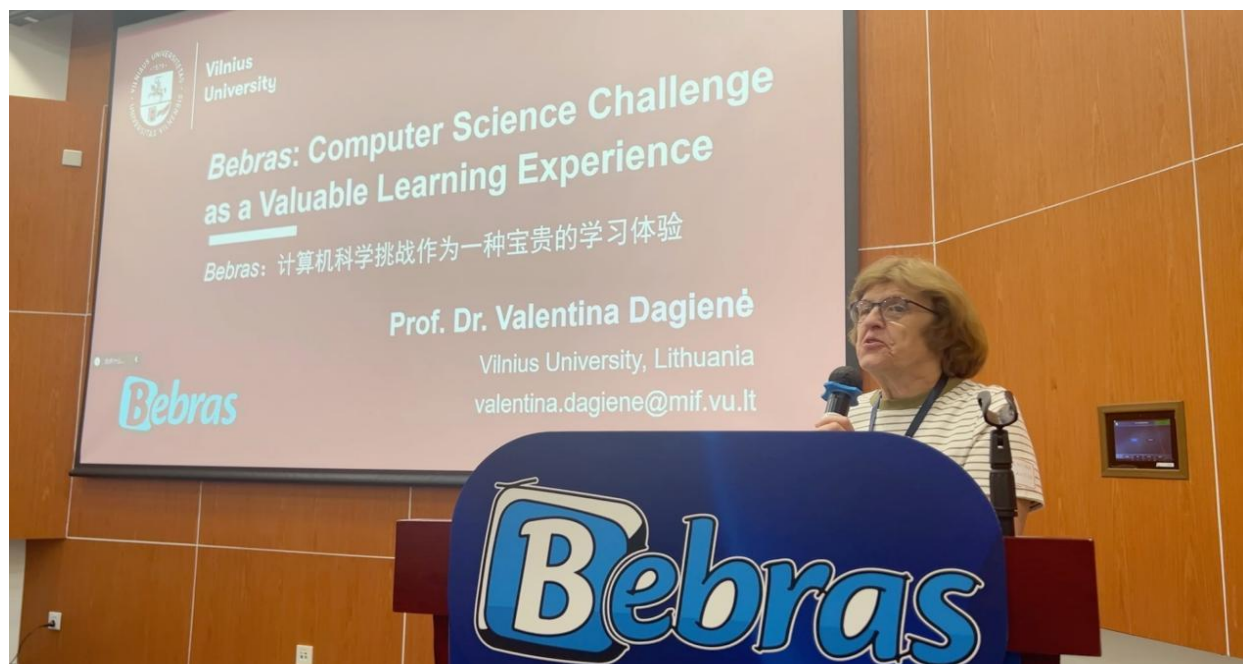 Vilnius
University
Bebras: Computer Science Challenge
as a Valuable Learning Experience
Bebras: 计算机科学挑战作为一种宝贵的学习体验
Prof. Dr. Valentina Dagienė
Vilnius University, Lithuania
valentina.dagiene@mif.vu.lt
Bebras
Bebras